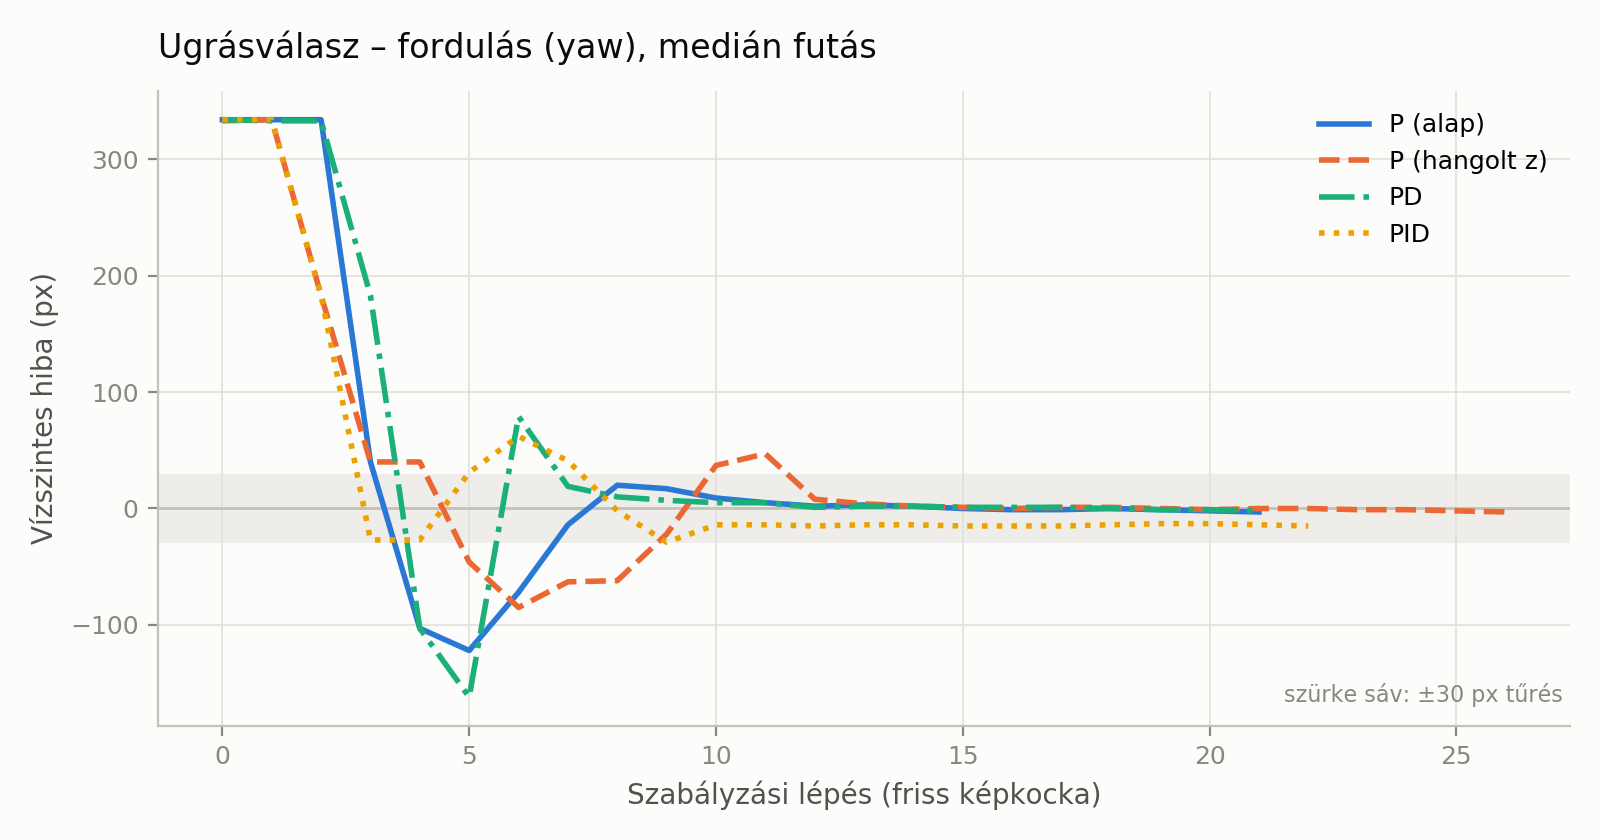 Ugrásválasz – fordulás (yaw), medián futás
P (alap)
P (hangolt z)
PD
PID
Vízszintes hiba (px)
300
200
100
0
−100
szürke sáv: ±30 px tűrés
0 5 10 15 20 25
Szabályzási lépés (friss képkocka)